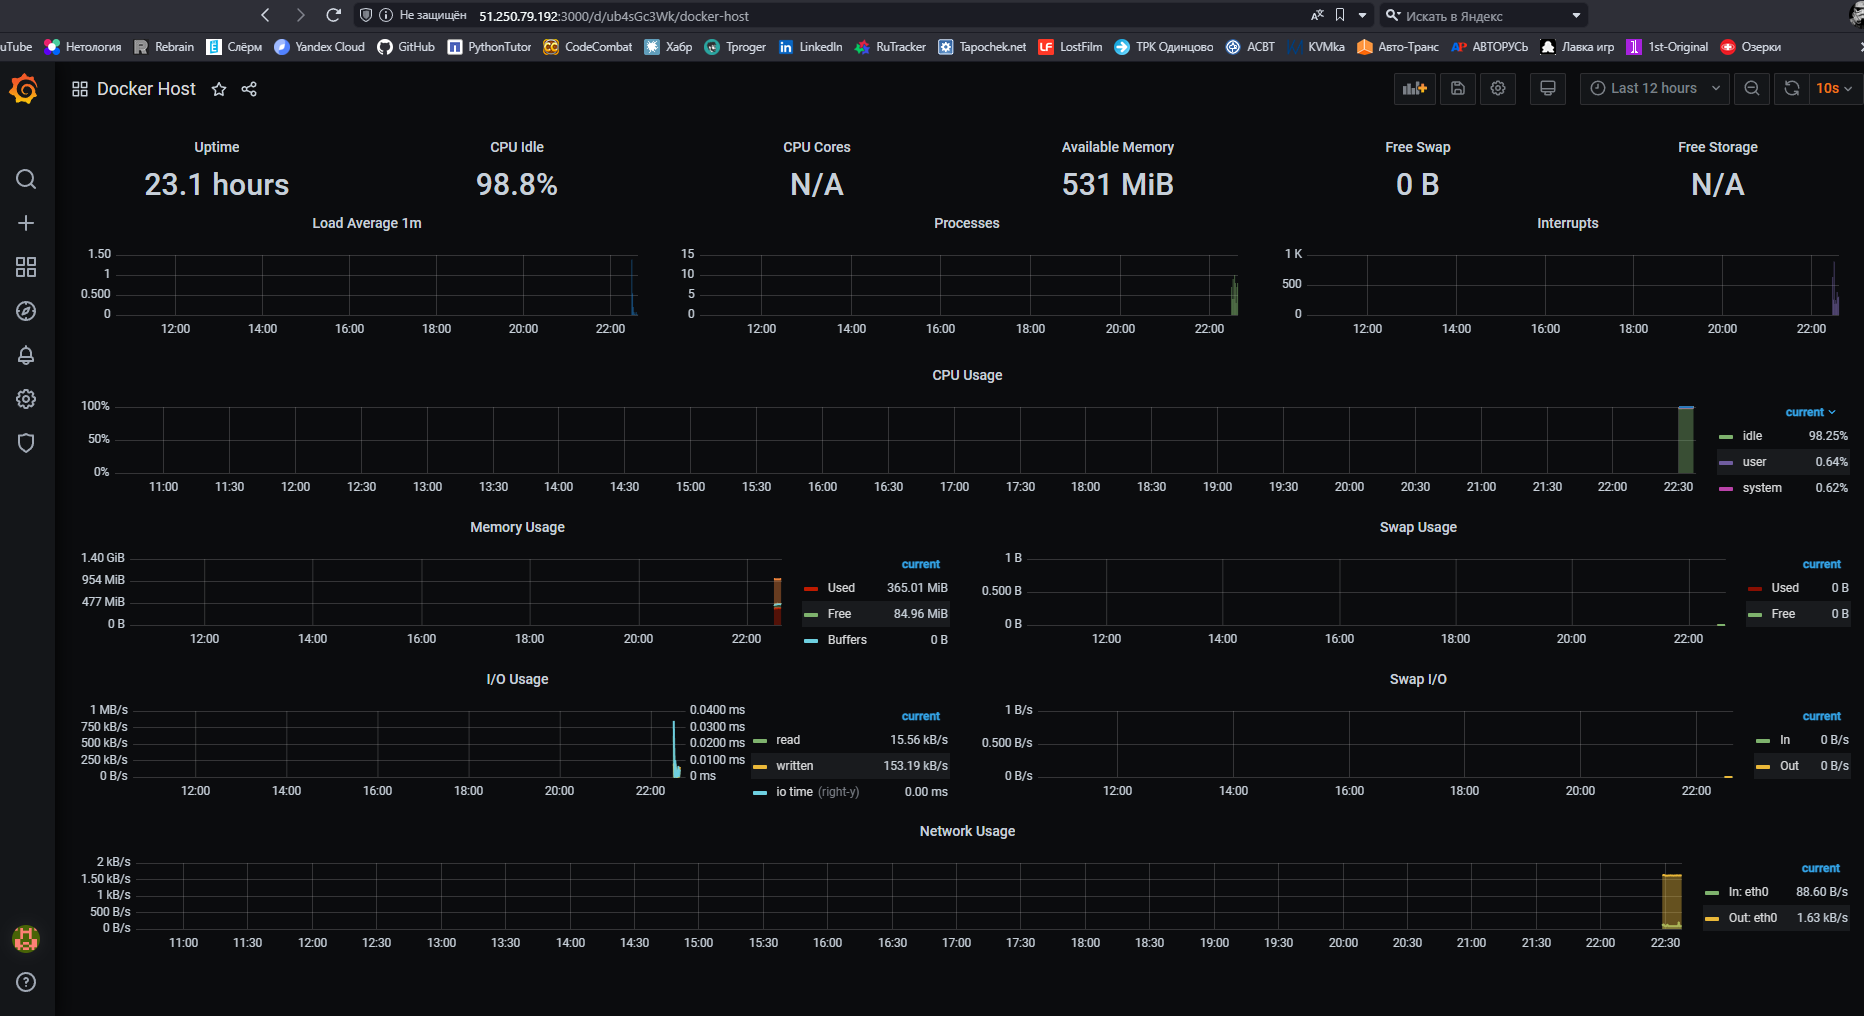 Не защищён 51.250.79.192:3000/d/ub4sGc3Wk/docker-host Искать в Яндекс
uTube Нетология Rebrain Слёрм Yandex Cloud GitHub PythonTutor CodeCombat Хабр Tproger LinkedIn RuTracker Tapochek.net LostFilm ТРК Одинцово АСВТ KVMka Авто-Транс АВТОРУСЬ Лавка игр 1st-Original Озерки
Docker Host Last 12 hours 10s
Uptime CPU Idle CPU Cores Available Memory Free Swap Free Storage
23.1 hours 98.8% N/A 531 MiB 0 B N/A
Load Average 1m
1.50
1
0.500
0
12:00 14:00 16:00 18:00 20:00 22:00
Processes
15
10
5
0
12:00 14:00 16:00 18:00 20:00 22:00
Interrupts
1 K
500
0
12:00 14:00 16:00 18:00 20:00 22:00
CPU Usage
100%
50%
0%
11:00 11:30 12:00 12:30 13:00 13:30 14:00 14:30 15:00 15:30 16:00 16:30 17:00 17:30 18:00 18:30 19:00 19:30 20:00 20:30 21:00 21:30 22:00 22:30
current
idle 98.25%
user 0.64%
system 0.62%
Memory Usage
1.40 GiB
954 MiB
477 MiB
0 B
12:00 14:00 16:00 18:00 20:00 22:00
current
Used 365.01 MiB
Free 84.96 MiB
Buffers 0 B
Swap Usage
1 B
0.500 B
0 B
12:00 14:00 16:00 18:00 20:00 22:00
current
Used 0 B
Free 0 B
I/O Usage
1 MB/s
750 kB/s
500 kB/s
250 kB/s
0 B/s
12:00 14:00 16:00 18:00 20:00 22:00
0.0400 ms
0.0300 ms
0.0200 ms
0.0100 ms
0 ms
current
read 15.56 kB/s
written 153.19 kB/s
io time (right-y) 0.00 ms
Swap I/O
1 B/s
0.500 B/s
0 B/s
12:00 14:00 16:00 18:00 20:00 22:00
current
In 0 B/s
Out 0 B/s
Network Usage
2 kB/s
1.50 kB/s
1 kB/s
500 B/s
0 B/s
11:00 11:30 12:00 12:30 13:00 13:30 14:00 14:30 15:00 15:30 16:00 16:30 17:00 17:30 18:00 18:30 19:00 19:30 20:00 20:30 21:00 21:30 22:00 22:30
current
In: eth0 88.60 B/s
Out: eth0 1.63 kB/s